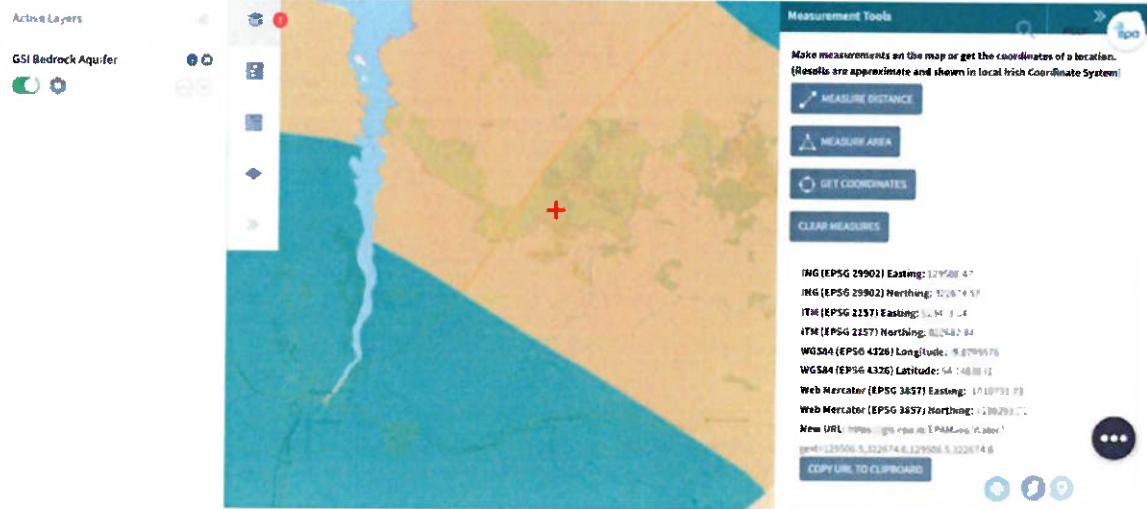 Active Layers
GSI Bedrock Aquifer
Measurement Tools
epa
Make measurements on the map or get the coordinates of a location.
(Results are approximate and shown in local Irish Coordinate System)
MEASURE DISTANCE
MEASURE AREA
GET COORDINATES
CLEAR MEASURES
ING (EPSG 29902) Easting:
ING (EPSG 29902) Northing:
ITM (EPSG 2157) Easting:
ITM (EPSG 2157) Northing:
WGS84 (EPSG 4326) Longitude:
WGS84 (EPSG 4326) Latitude:
Web Mercator (EPSG 3857) Easting:
Web Mercator (EPSG 3857) Northing:
New URL:
COPY URL TO CLIPBOARD